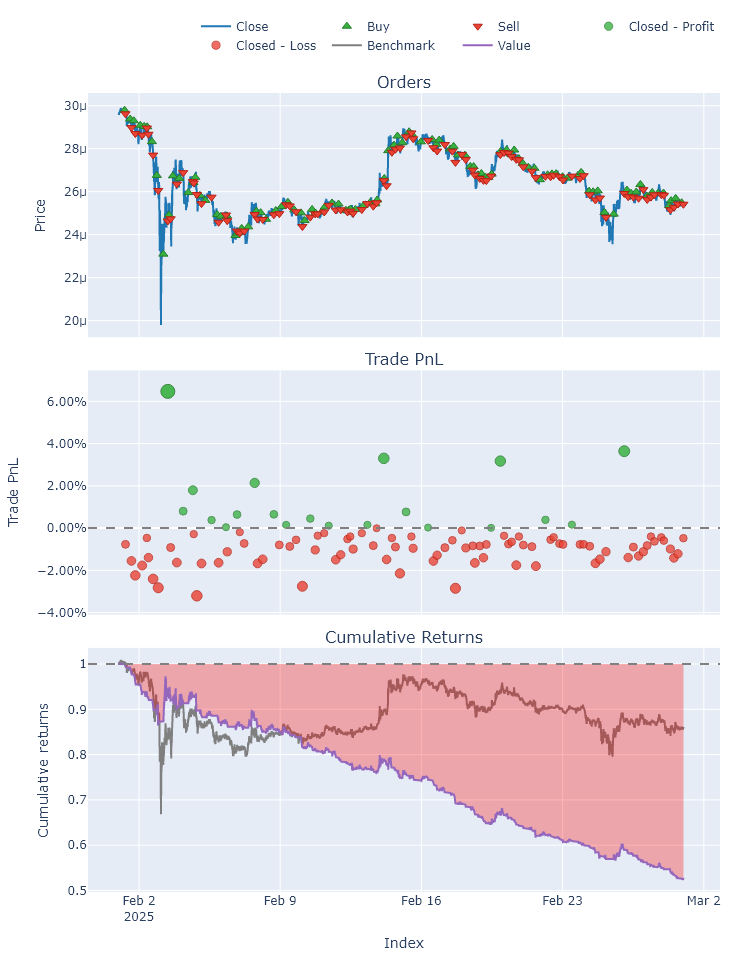 Close Buy Sell Closed - Profit
Closed - Loss Benchmark Value
Orders
30μ
28μ
26μ
24μ
22μ
20μ
Price
Trade PnL
6.00%
4.00%
2.00%
0.00%
−2.00%
−4.00%
Trade PnL
Cumulative Returns
1
0.9
0.8
0.7
0.6
0.5
Cumulative returns
Feb 2 Feb 9 Feb 16 Feb 23 Mar 2
2025
Index